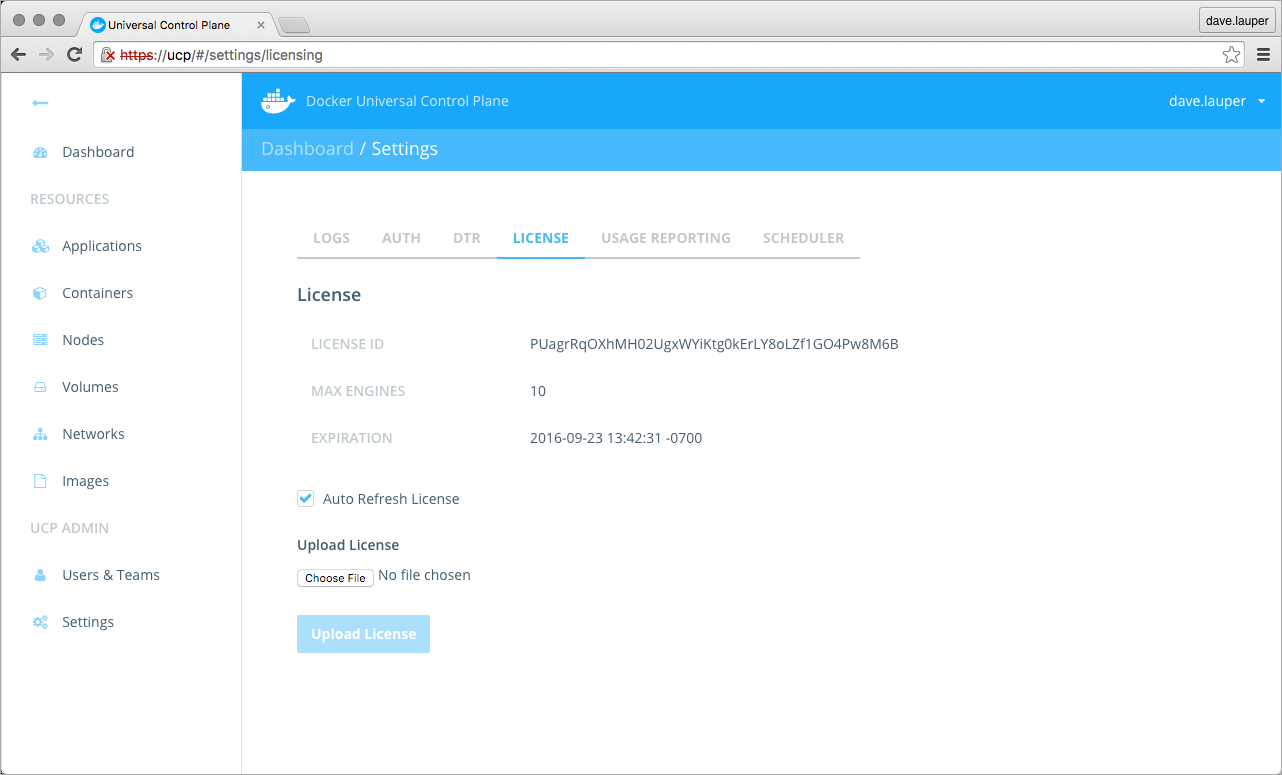 Universal Control Plane
dave.lauper
https://ucp/#/settings/licensing
Docker Universal Control Plane
dave.lauper
Dashboard / Settings
Dashboard
RESOURCES
Applications
Containers
Nodes
Volumes
Networks
Images
UCP ADMIN
Users & Teams
Settings
LOGS AUTH DTR LICENSE USAGE REPORTING SCHEDULER
License
LICENSE ID PUagrRqOXhMH02UgxWYiKtg0kErLY8oLZf1GO4Pw8M6B
MAX ENGINES 10
EXPIRATION 2016-09-23 13:42:31 -0700
Auto Refresh License
Upload License
Choose File No file chosen
Upload License